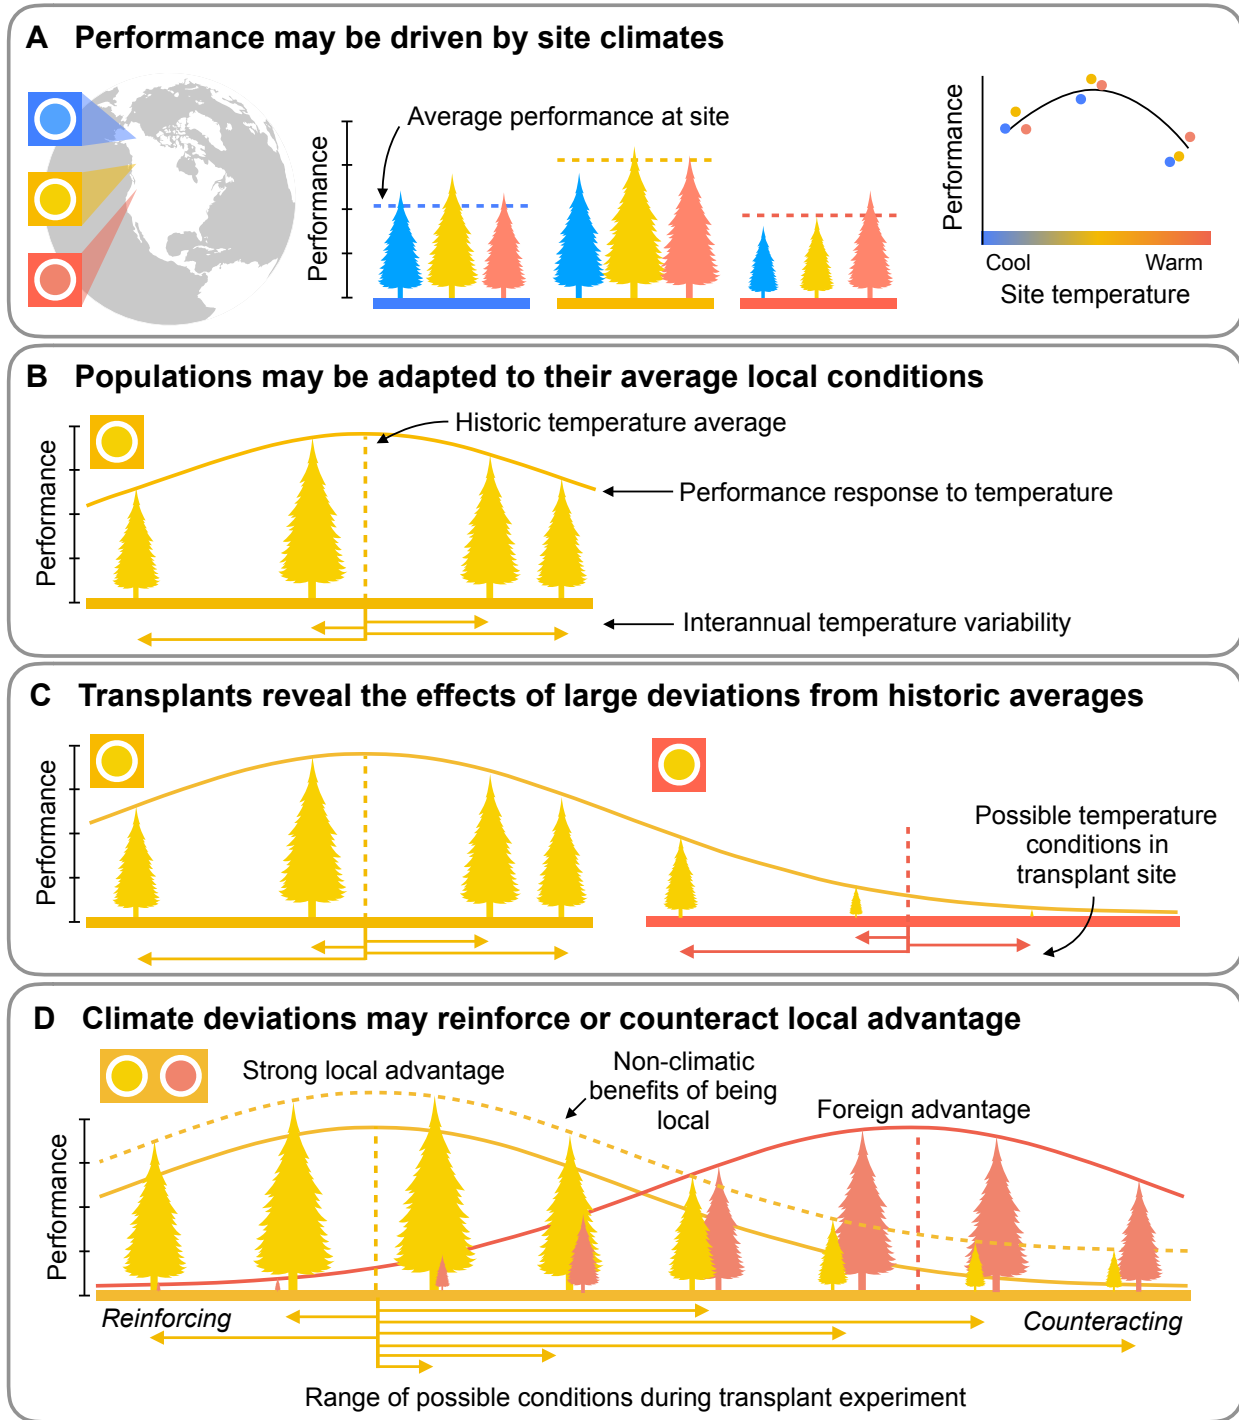 A Performance may be driven by site climates
Average performance at site
Performance
Performance
Cool
Warm
Site temperature
B Populations may be adapted to their average local conditions
Historic temperature average
Performance response to temperature
Performance
Interannual temperature variability
C Transplants reveal the effects of large deviations from historic averages
Performance
Possible temperature
conditions in
transplant site
D Climate deviations may reinforce or counteract local advantage
Strong local advantage
Non-climatic
benefits of being
local
Foreign advantage
Performance
Reinforcing
Counteracting
Range of possible conditions during transplant experiment